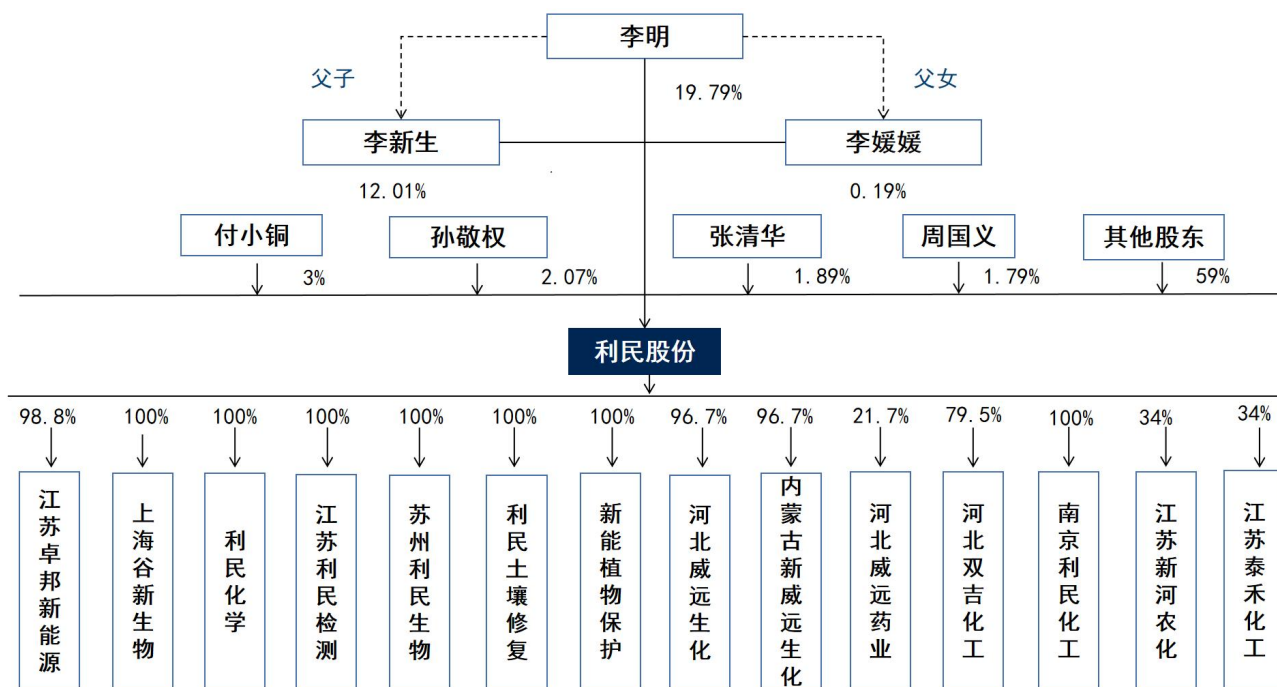 李明
父子
父女
19.79%
李新生
李媛媛
12.01%
0.19%
付小铜
孙敬权
张清华
周国义
其他股东
3%
2.07%
1.89%
1.79%
59%
利民股份
98.8%
100%
100%
100%
100%
100%
100%
96.7%
96.7%
21.7%
79.5%
100%
34%
34%
江苏卓邦新能源
上海谷新生物
利民化学
江苏利民检测
苏州利民生物
利民土壤修复
新能植物保护
河北威远生化
内蒙古新威远生化
河北威远药业
河北双吉化工
南京利民化工
江苏新河农化
江苏泰禾化工